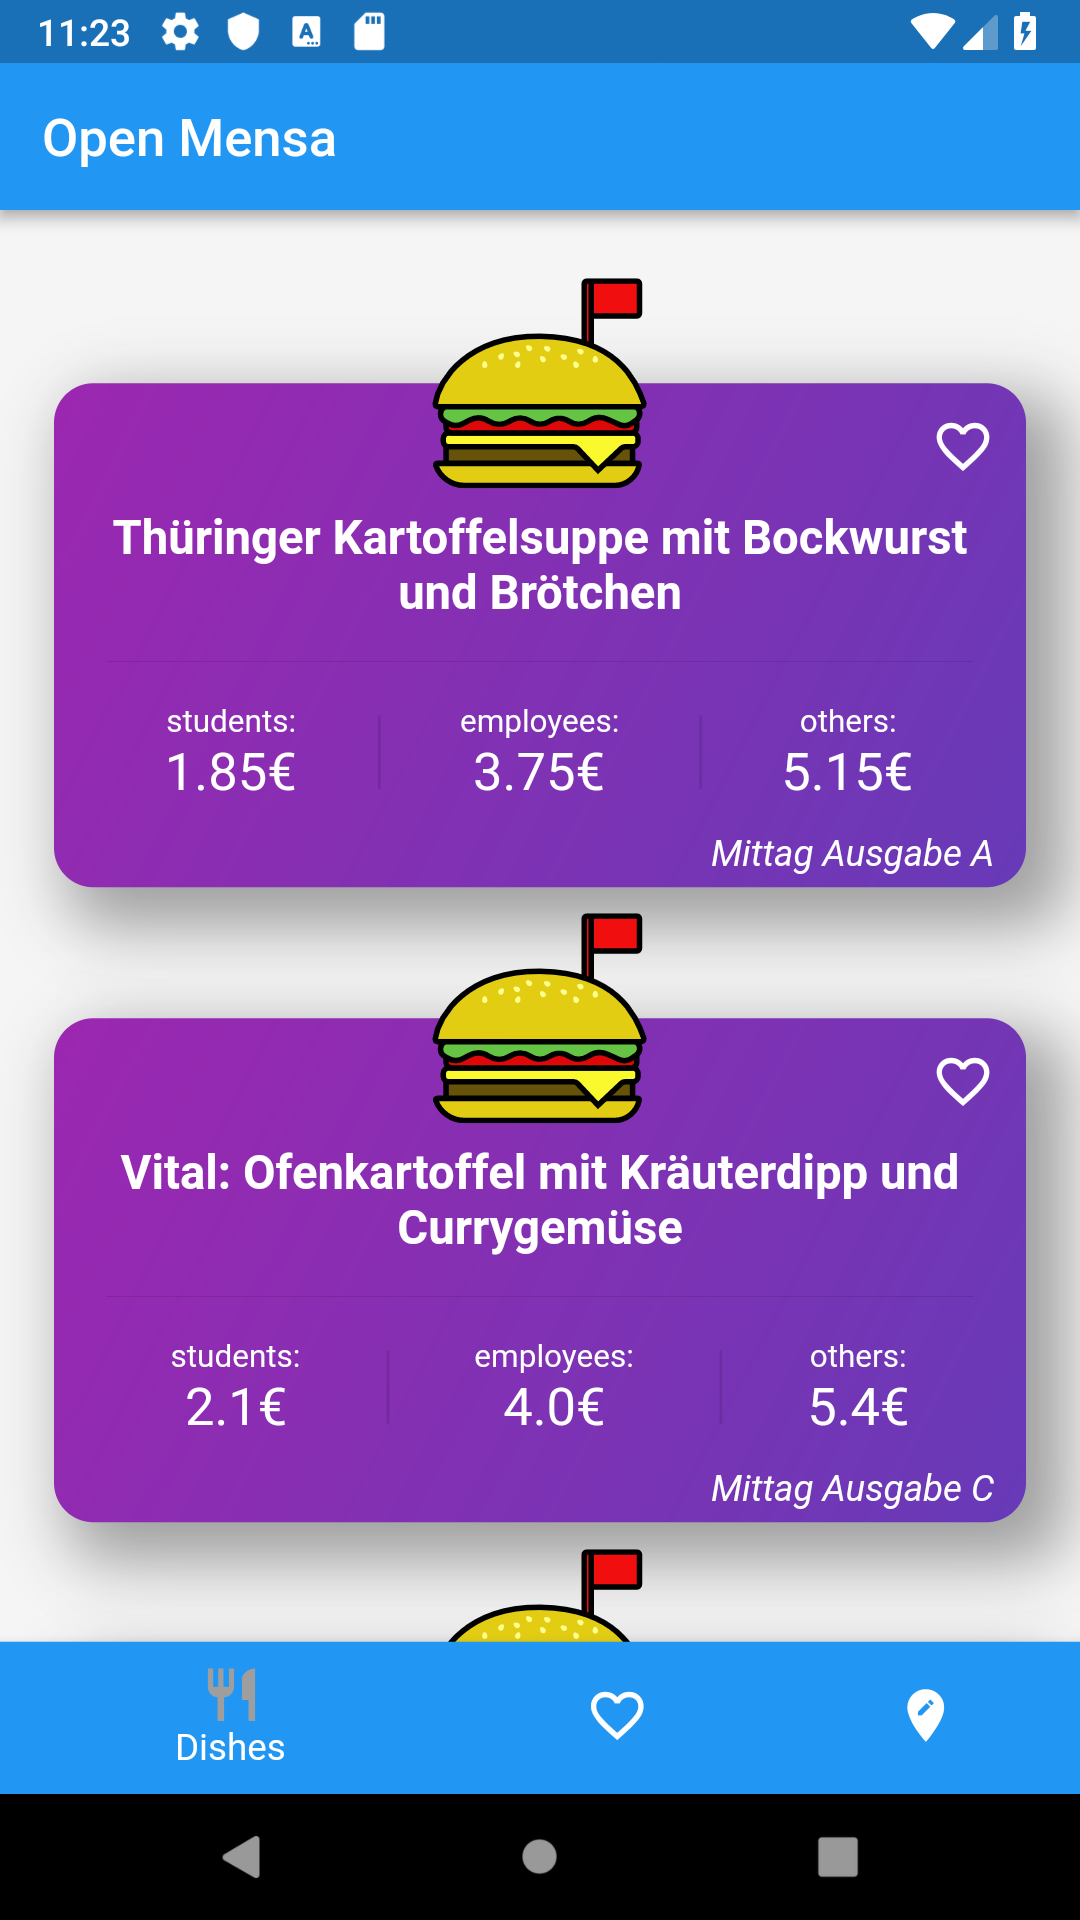 11:23
Open Mensa
Thüringer Kartoffelsuppe mit Bockwurst
und Brötchen
students: employees: others:
1.85€ 3.75€ 5.15€
Mittag Ausgabe A
Vital: Ofenkartoffel mit Kräuterdipp und
Currygemüse
students: employees: others:
2.1€ 4.0€ 5.4€
Mittag Ausgabe C
Dishes